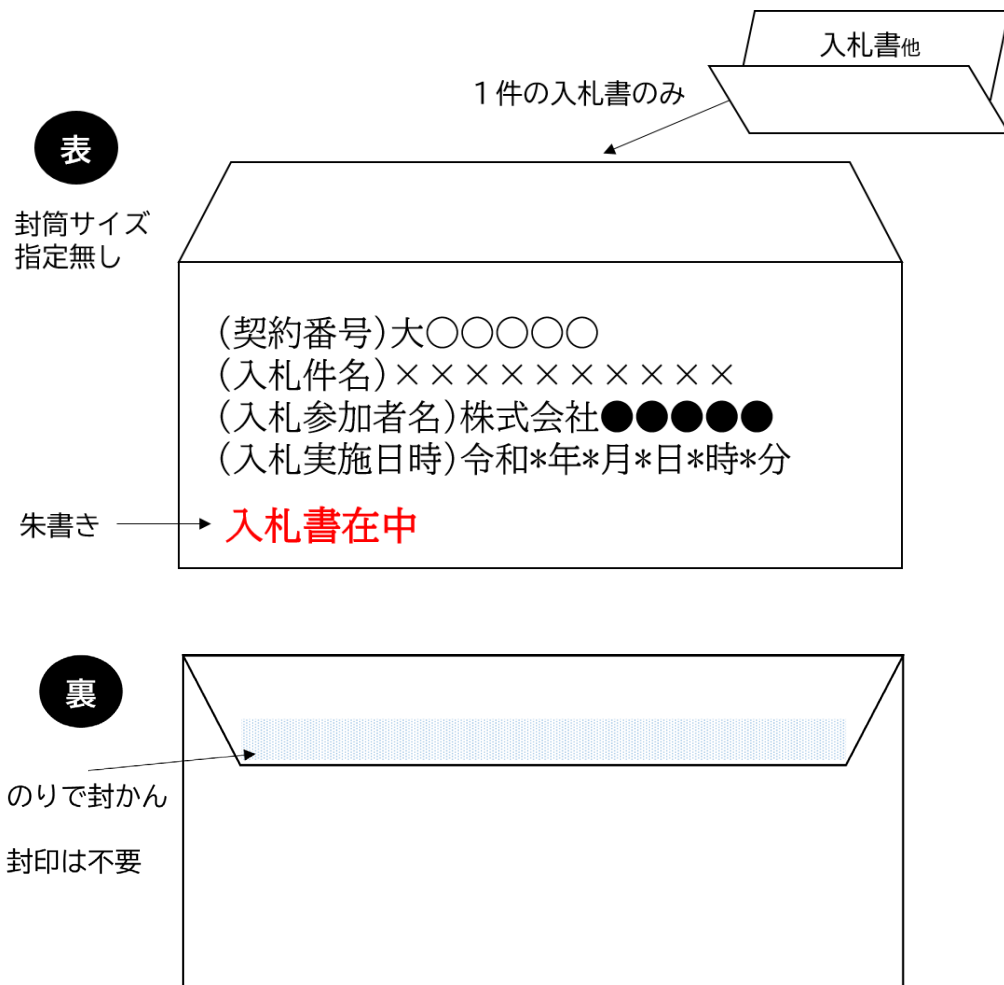 入札書他
1件の入札書のみ
表
封筒サイズ
指定無し
(契約番号)大○○○○○
(入札件名)××××××××××
(入札参加者名)株式会社●●●●●
(入札実施日時)令和*年*月*日*時*分
朱書き
入札書在中
裏
のりで封かん
封印は不要